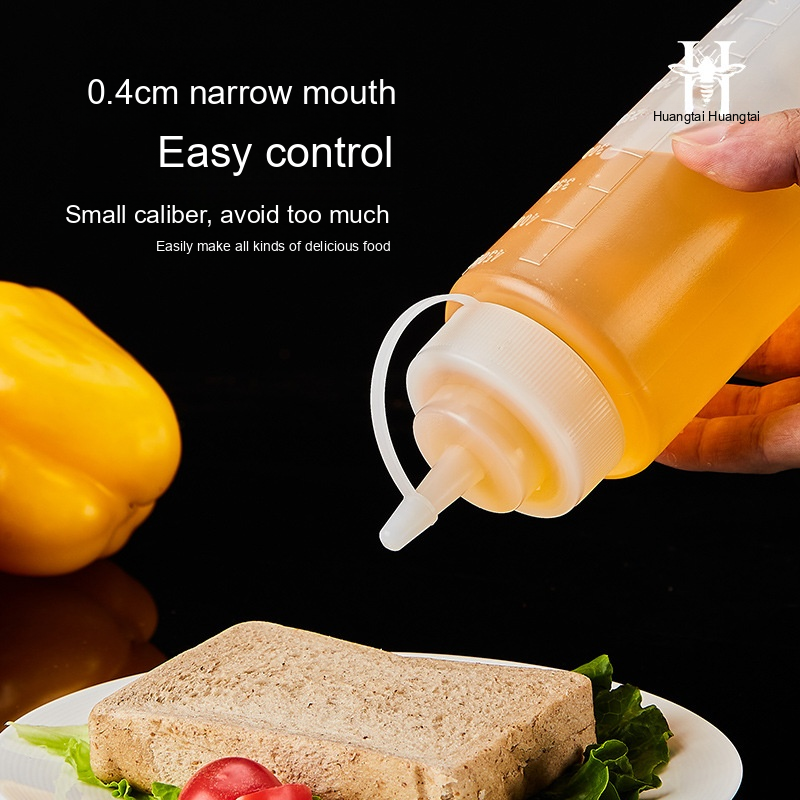 0.4cm narrow mouth
Easy control
Small caliber, avoid too much
Easily make all kinds of delicious food
H
Huangtai Huangtai